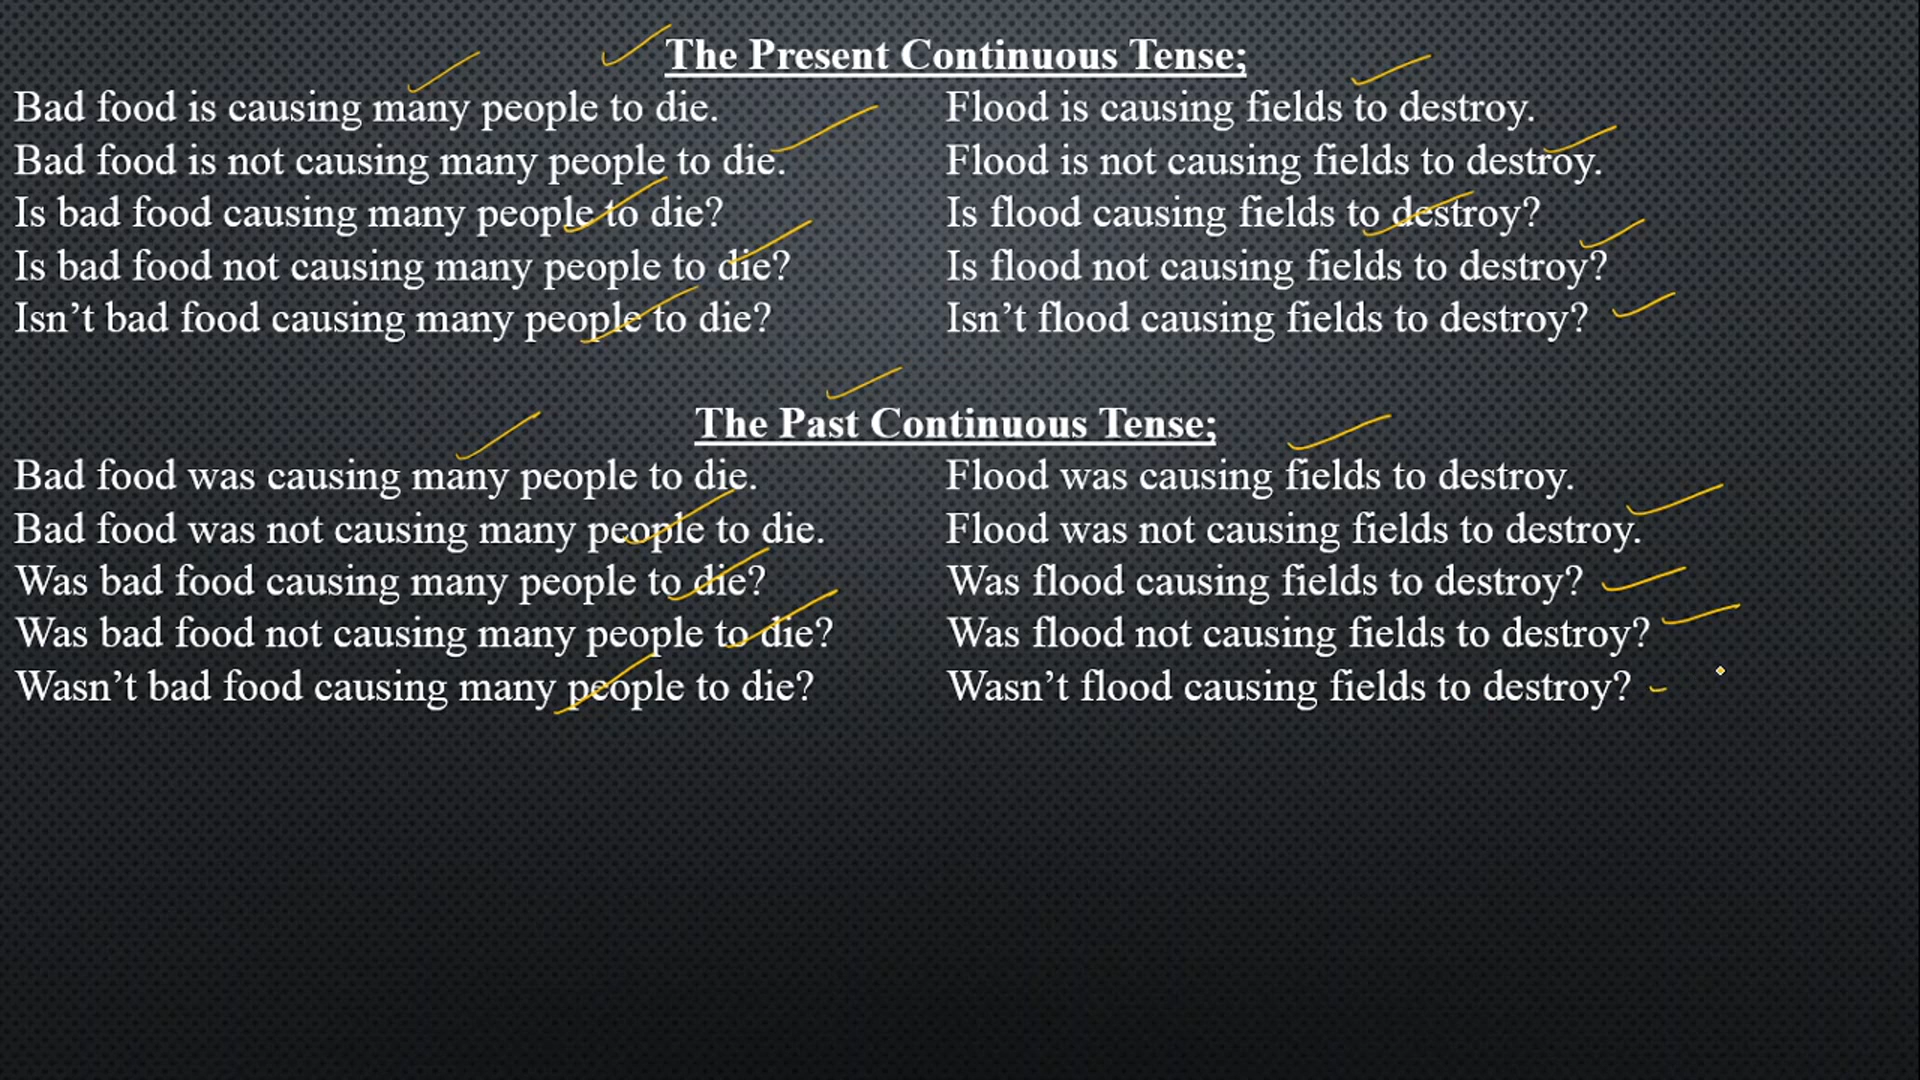 The Present Continuous Tense;
Bad food is causing many people to die.
Bad food is not causing many people to die.
Is bad food causing many people to die?
Is bad food not causing many people to die?
Isn’t bad food causing many people to die?
Flood is causing fields to destroy.
Flood is not causing fields to destroy.
Is flood causing fields to destroy?
Is flood not causing fields to destroy?
Isn’t flood causing fields to destroy?
The Past Continuous Tense;
Bad food was causing many people to die.
Bad food was not causing many people to die.
Was bad food causing many people to die?
Was bad food not causing many people to die?
Wasn’t bad food causing many people to die?
Flood was causing fields to destroy.
Flood was not causing fields to destroy.
Was flood causing fields to destroy?
Was flood not causing fields to destroy?
Wasn’t flood causing fields to destroy?